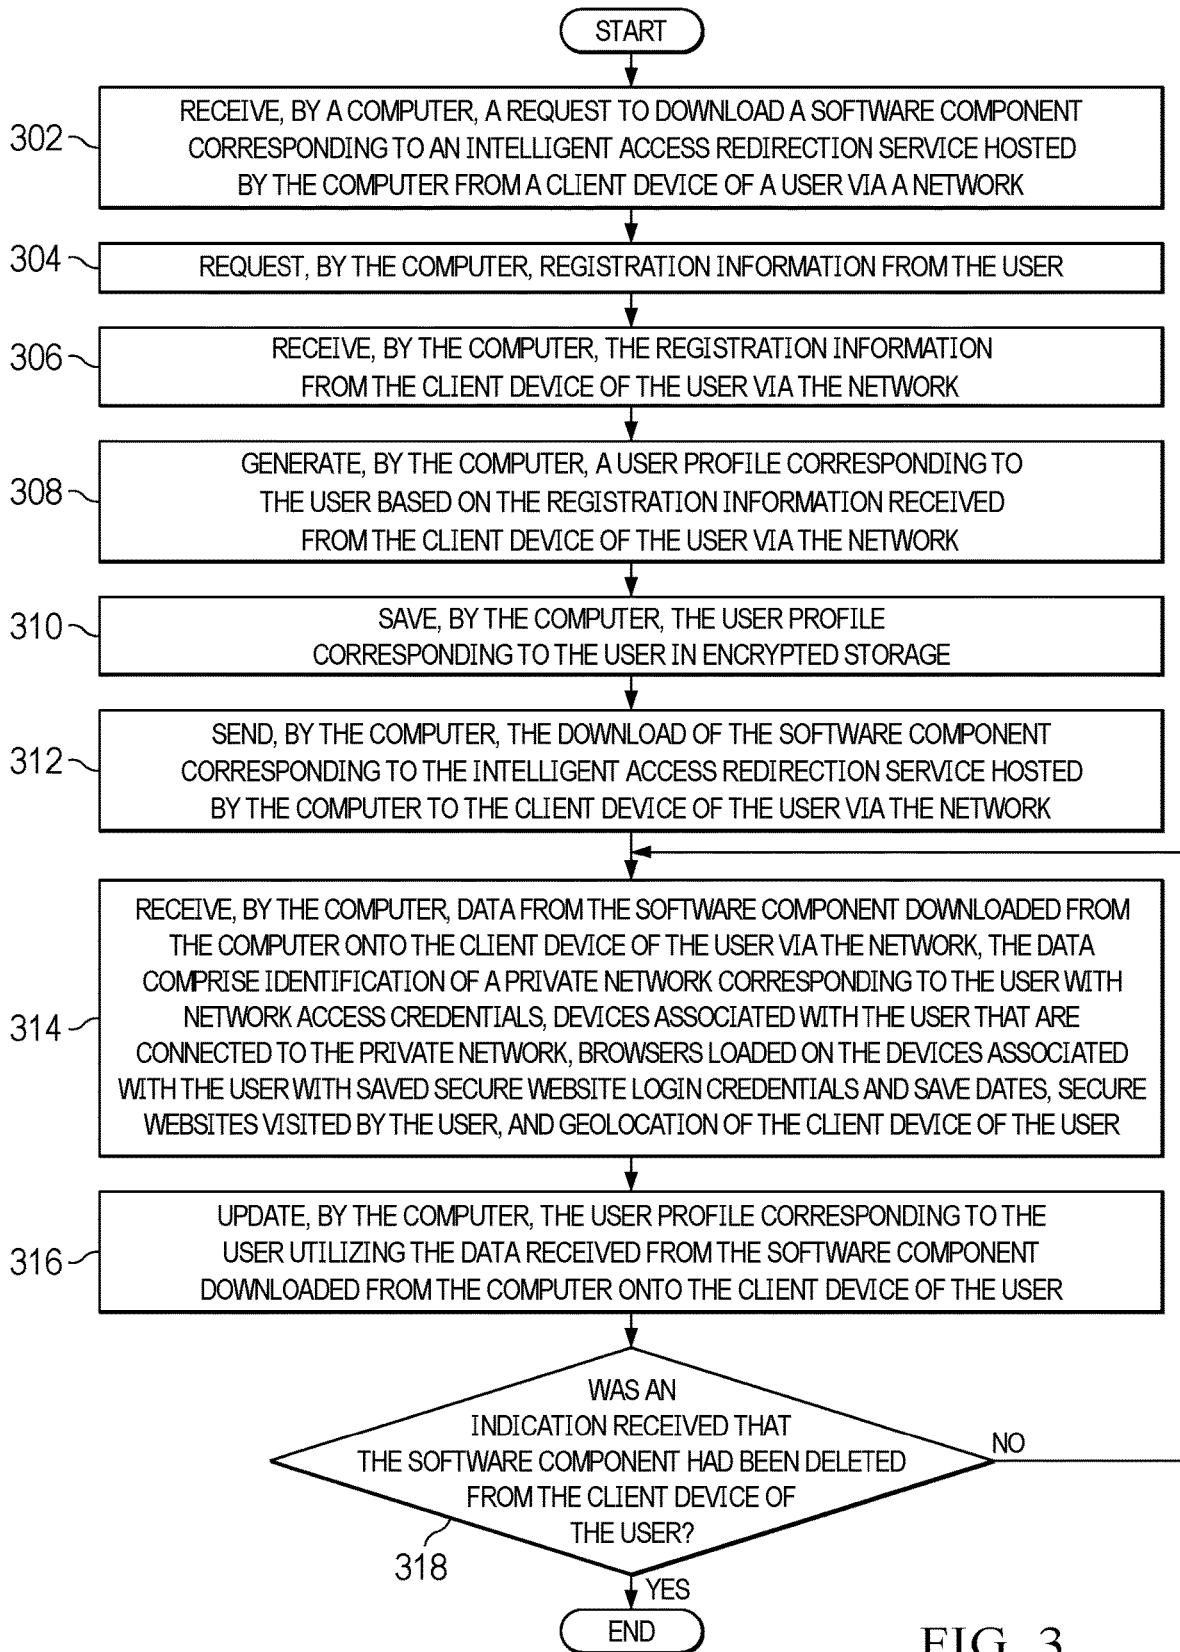 START
302
RECEIVE, BY A COMPUTER, A REQUEST TO DOWNLOAD A SOFTWARE COMPONENT
CORRESPONDING TO AN INTELLIGENT ACCESS REDIRECTION SERVICE HOSTED
BY THE COMPUTER FROM A CLIENT DEVICE OF A USER VIA A NETWORK
304
REQUEST, BY THE COMPUTER, REGISTRATION INFORMATION FROM THE USER
306
RECEIVE, BY THE COMPUTER, THE REGISTRATION INFORMATION
FROM THE CLIENT DEVICE OF THE USER VIA THE NETWORK
308
GENERATE, BY THE COMPUTER, A USER PROFILE CORRESPONDING TO
THE USER BASED ON THE REGISTRATION INFORMATION RECEIVED
FROM THE CLIENT DEVICE OF THE USER VIA THE NETWORK
310
SAVE, BY THE COMPUTER, THE USER PROFILE
CORRESPONDING TO THE USER IN ENCRYPTED STORAGE
312
SEND, BY THE COMPUTER, THE DOWNLOAD OF THE SOFTWARE COMPONENT
CORRESPONDING TO THE INTELLIGENT ACCESS REDIRECTION SERVICE HOSTED
BY THE COMPUTER TO THE CLIENT DEVICE OF THE USER VIA THE NETWORK
314
RECEIVE, BY THE COMPUTER, DATA FROM THE SOFTWARE COMPONENT DOWNLOADED FROM
THE COMPUTER ONTO THE CLIENT DEVICE OF THE USER VIA THE NETWORK, THE DATA
COMPRISE IDENTIFICATION OF A PRIVATE NETWORK CORRESPONDING TO THE USER WITH
NETWORK ACCESS CREDENTIALS, DEVICES ASSOCIATED WITH THE USER THAT ARE
CONNECTED TO THE PRIVATE NETWORK, BROWSERS LOADED ON THE DEVICES ASSOCIATED
WITH THE USER WITH SAVED SECURE WEBSITE LOGIN CREDENTIALS AND SAVE DATES, SECURE
WEBSITES VISITED BY THE USER, AND GEOLOCATION OF THE CLIENT DEVICE OF THE USER
316
UPDATE, BY THE COMPUTER, THE USER PROFILE CORRESPONDING TO THE
USER UTILIZING THE DATA RECEIVED FROM THE SOFTWARE COMPONENT
DOWNLOADED FROM THE COMPUTER ONTO THE CLIENT DEVICE OF THE USER
WAS AN
INDICATION RECEIVED THAT
THE SOFTWARE COMPONENT HAD BEEN DELETED
FROM THE CLIENT DEVICE OF
THE USER?
NO
318
YES
END
FIG. 3